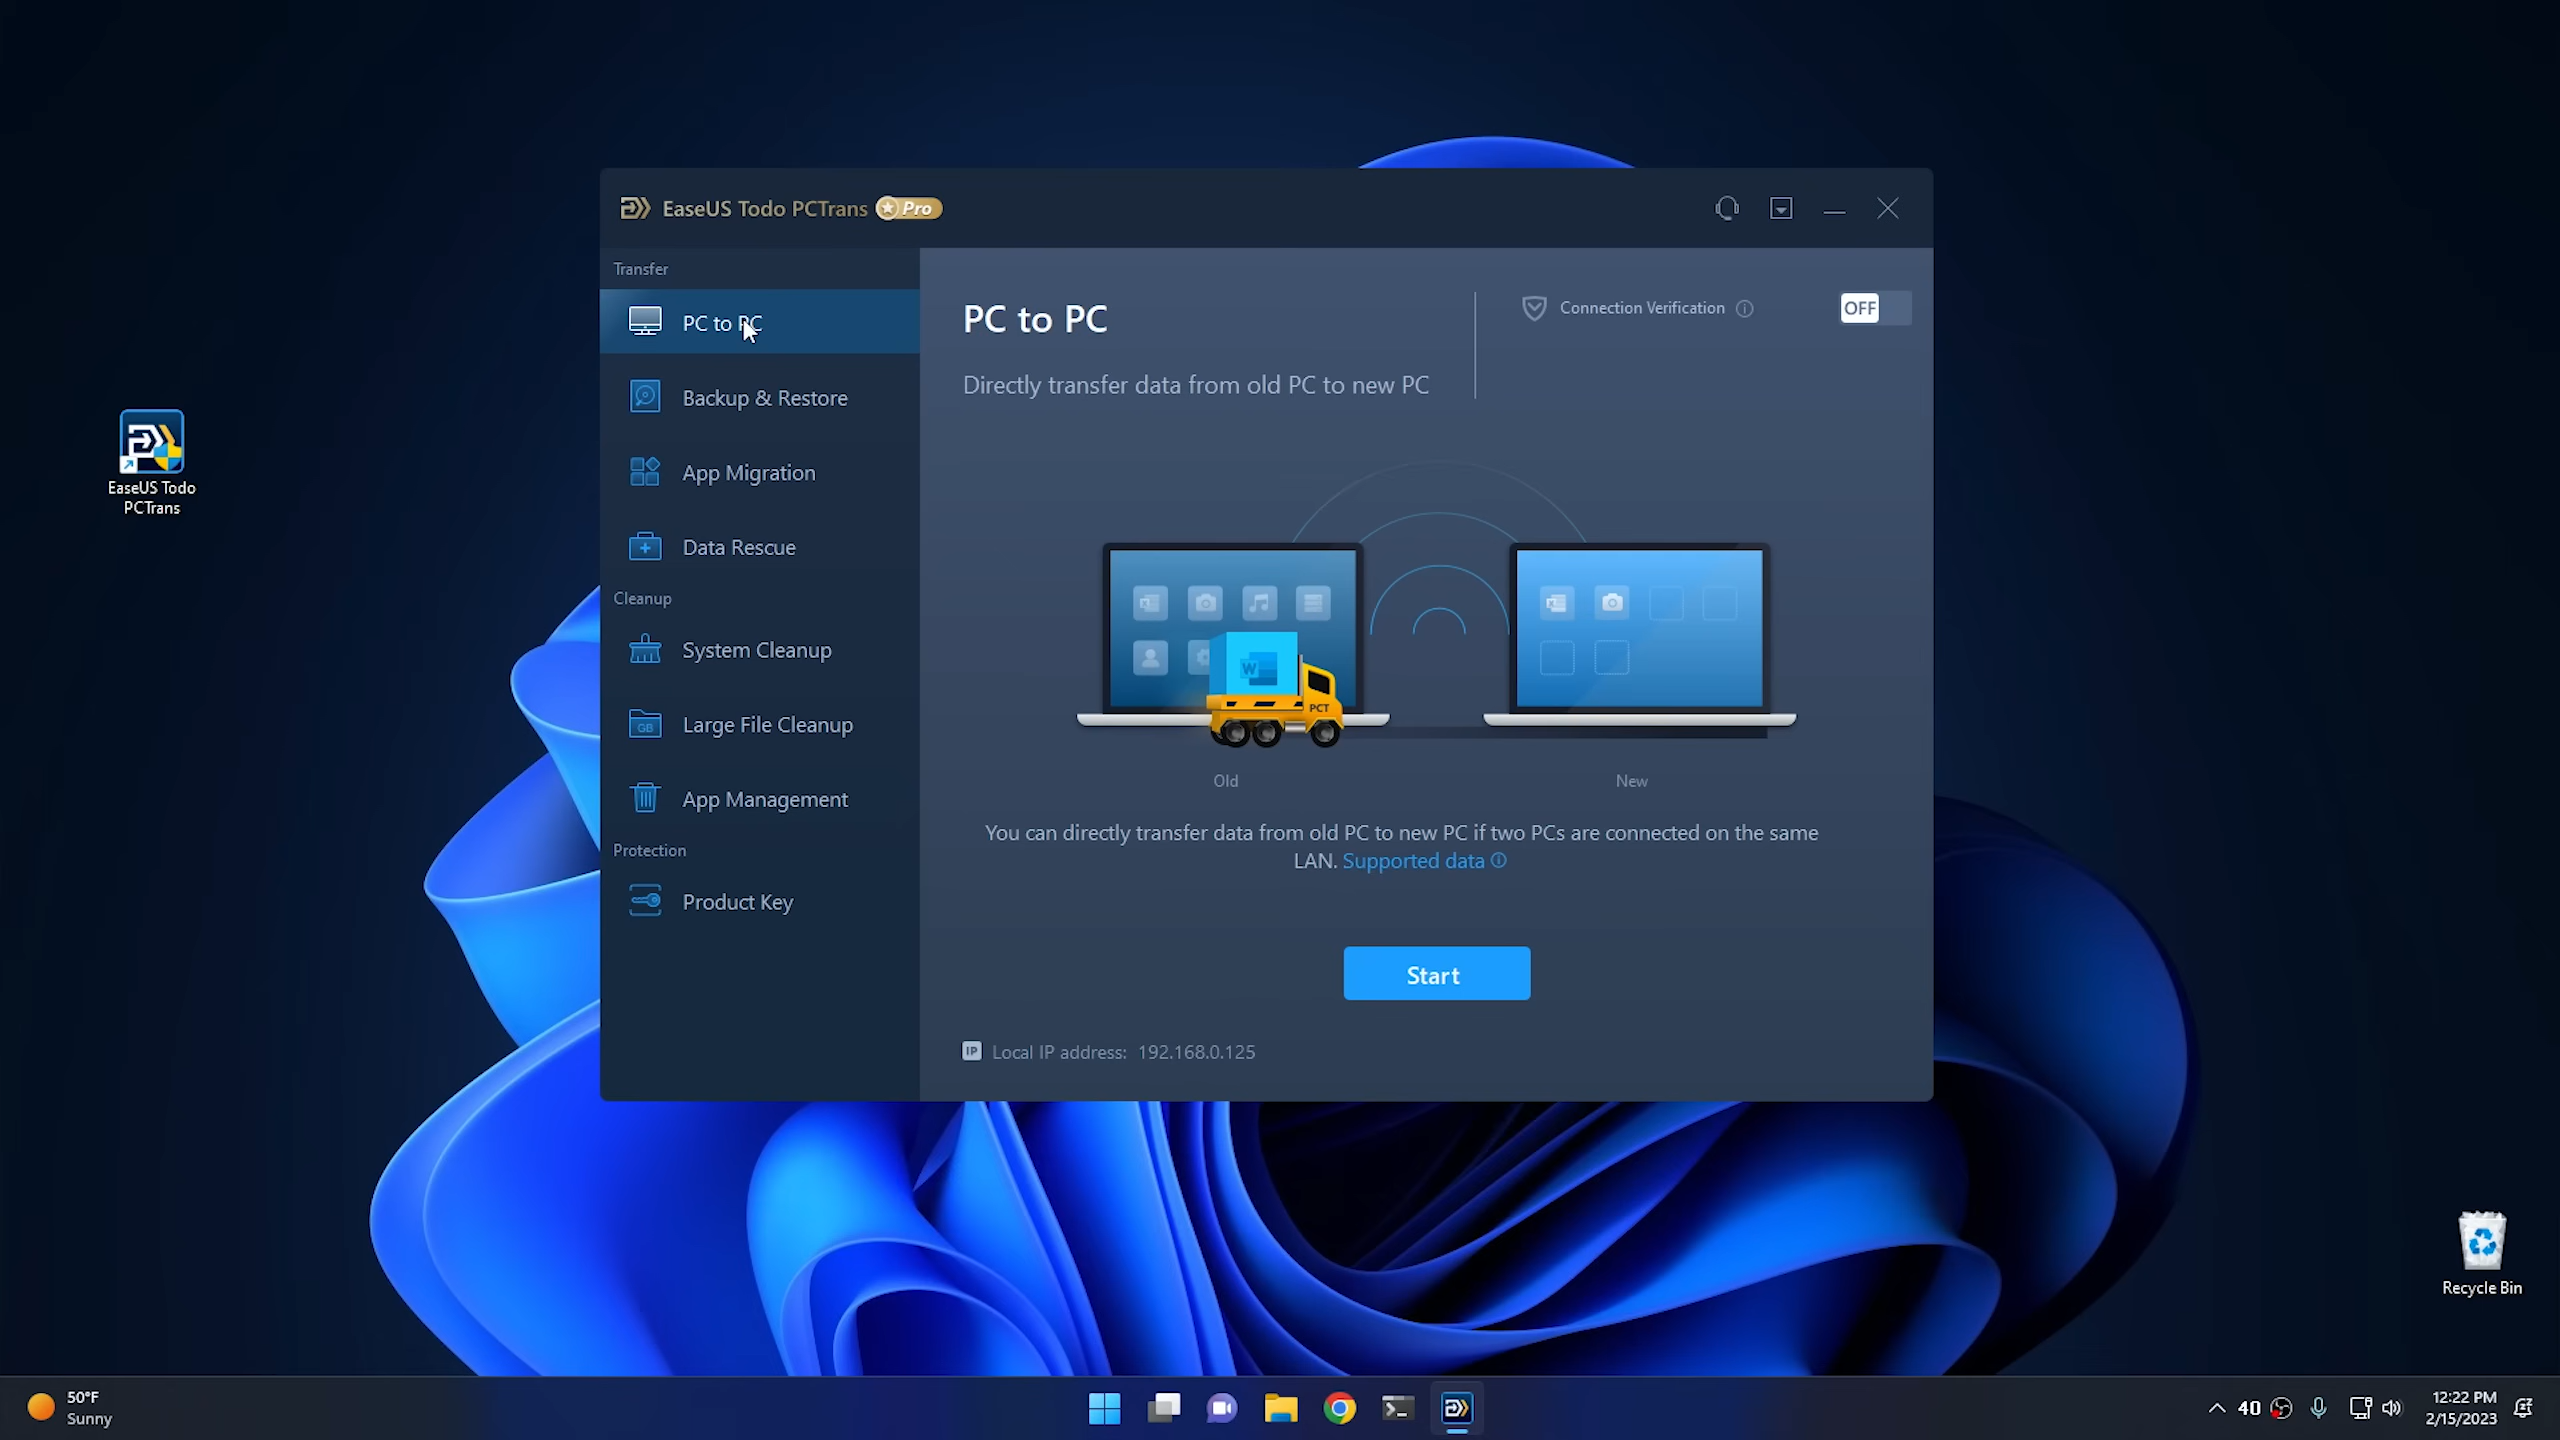 EaseUS Todo PCTrans Pro
Transfer
PC to PC
Backup & Restore
App Migration
Data Rescue
Cleanup
System Cleanup
GB
Large File Cleanup
App Management
Protection
Product Key
PC to PC
Directly transfer data from old PC to new PC
Connection Verification
OFF
W
PCT
Old
New
You can directly transfer data from old PC to new PC if two PCs are connected on the same
LAN. Supported data
Start
IP Local IP address: 192.168.0.125
EaseUS Todo
PCTrans
Recycle Bin
50°F
Sunny
40
12:22 PM
2/15/2023